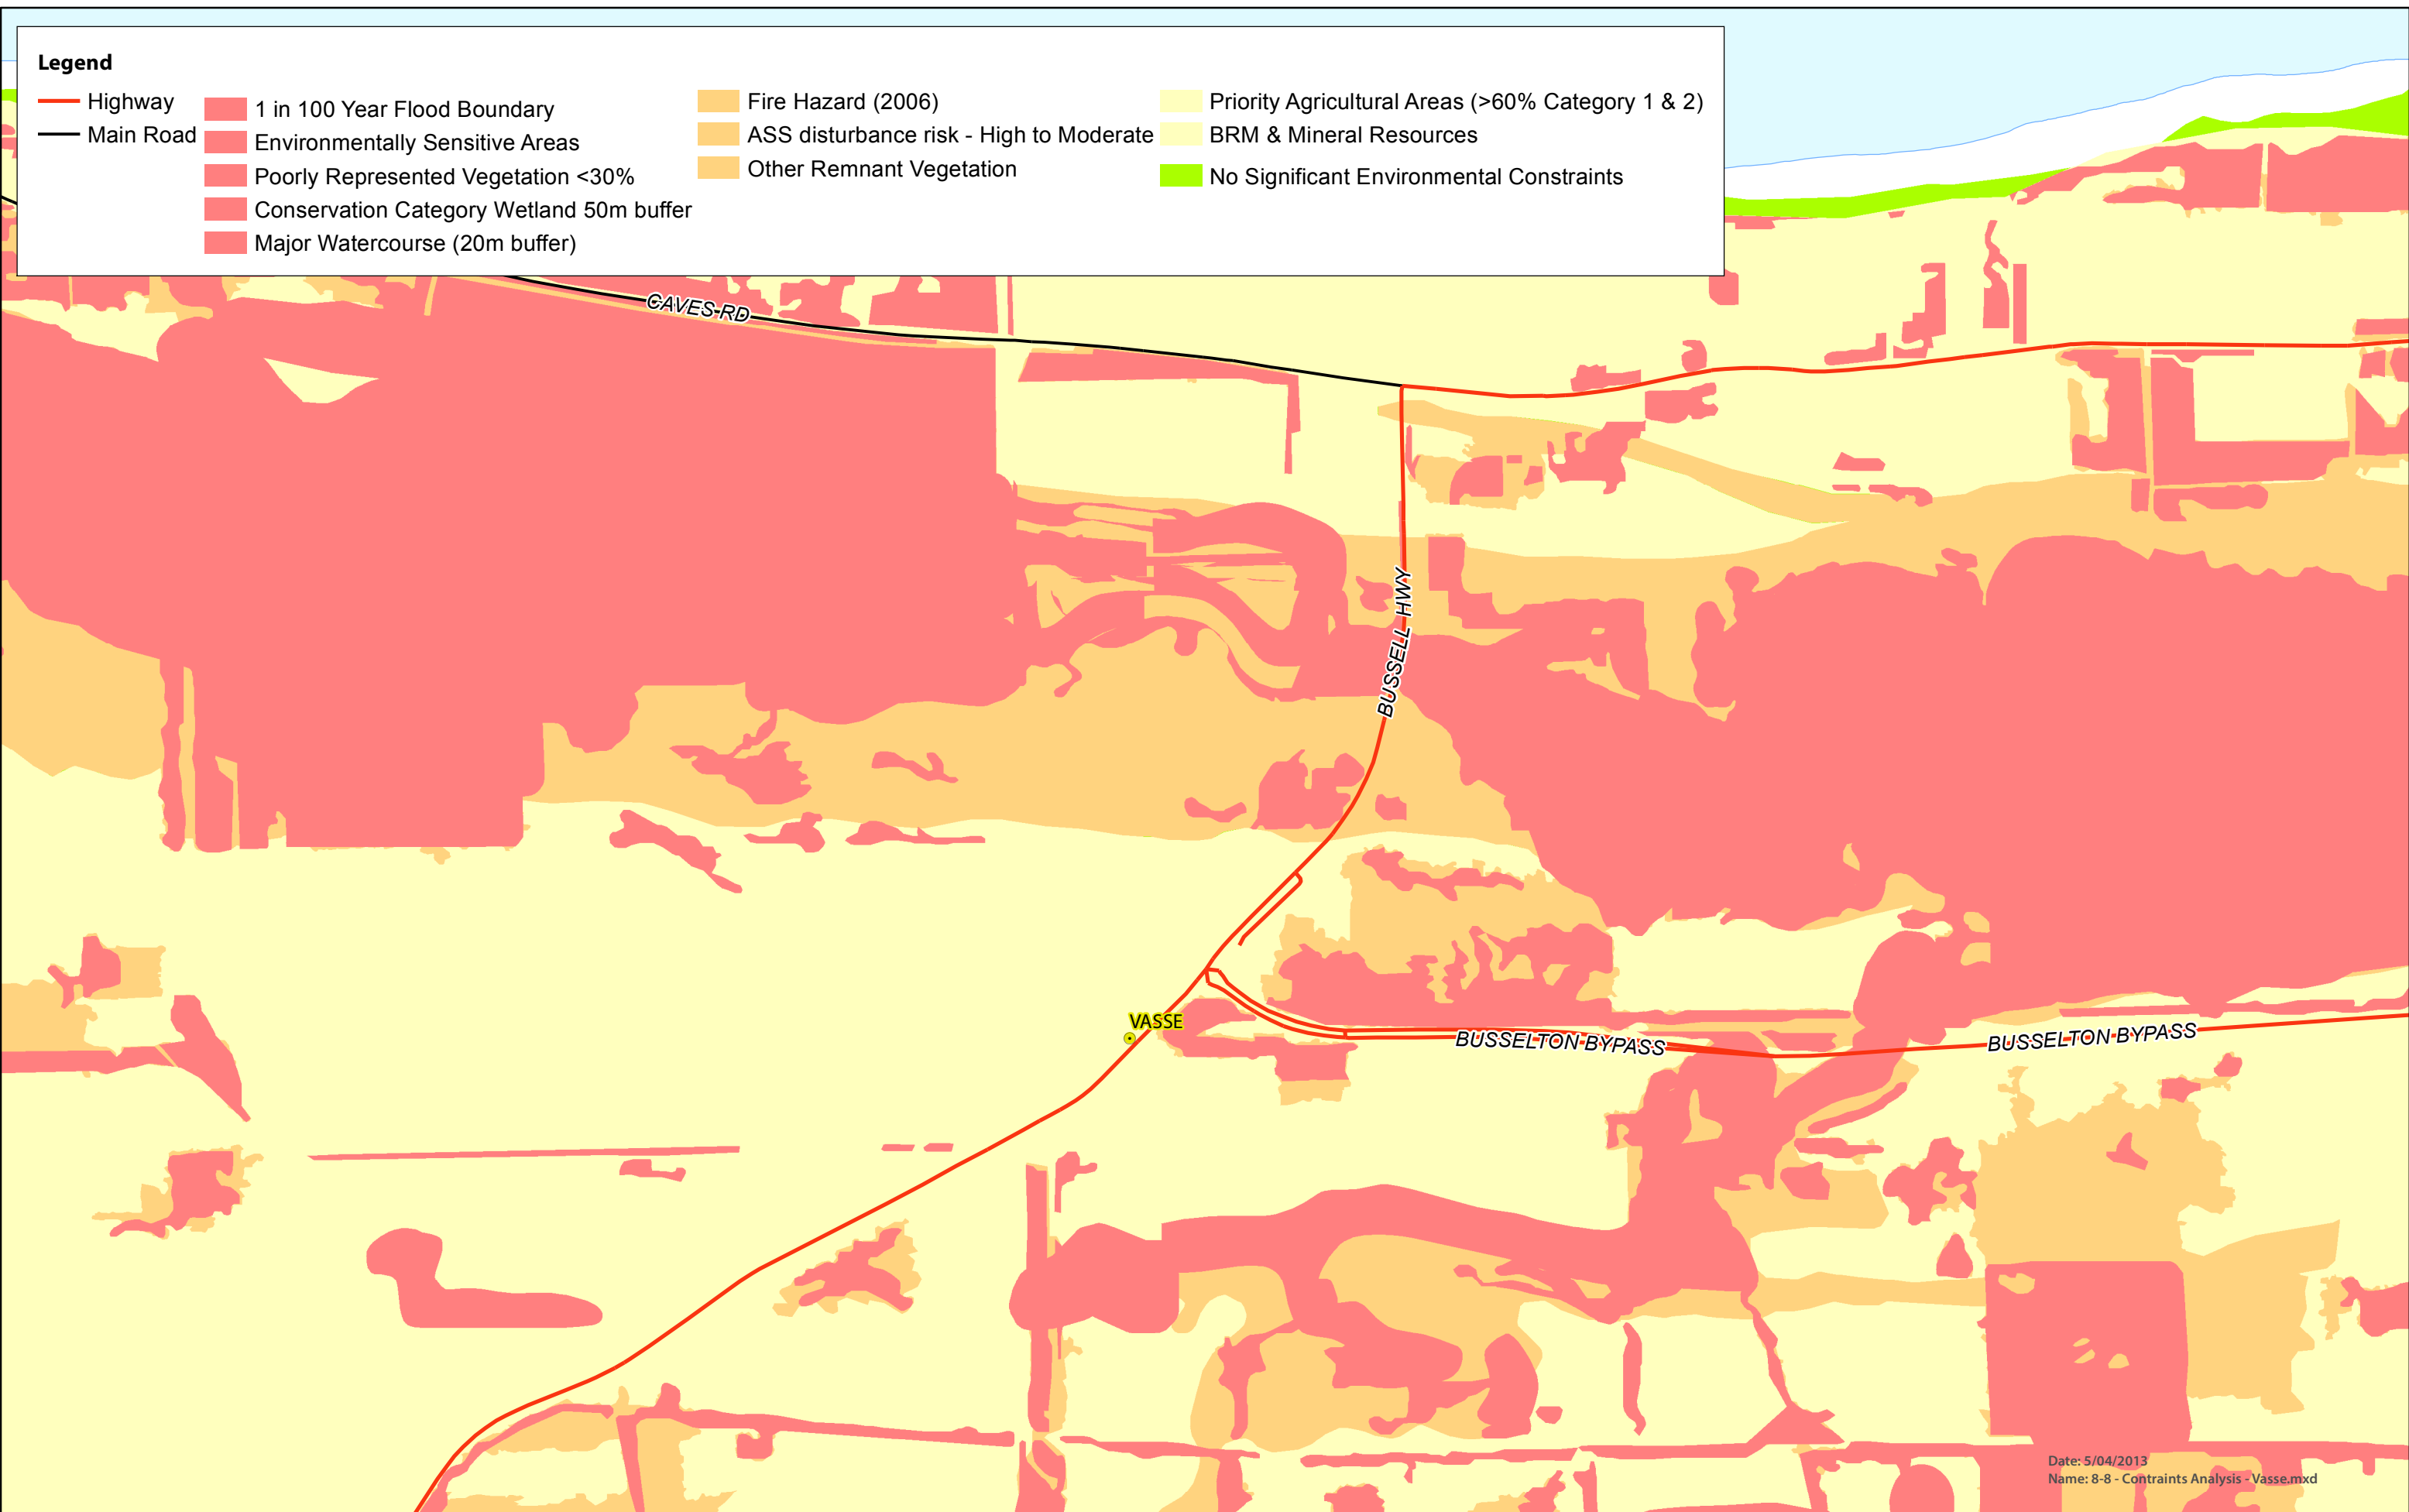 Legend
Highway
Main Road
1 in 100 Year Flood Boundary
Environmentally Sensitive Areas
Poorly Represented Vegetation <30%
Conservation Category Wetland 50m buffer
Major Watercourse (20m buffer)
Fire Hazard (2006)
ASS disturbance risk - High to Moderate
Other Remnant Vegetation
Priority Agricultural Areas (>60% Category 1 & 2)
BRM & Mineral Resources
No Significant Environmental Constraints
CAVES RD
BUSSELL HWY
VASSE
BUSSELTON BYPASS
BUSSELTON BYPASS
Date: 5/04/2013
Name: 8-8 - Contraints Analysis - Vasse.mxd